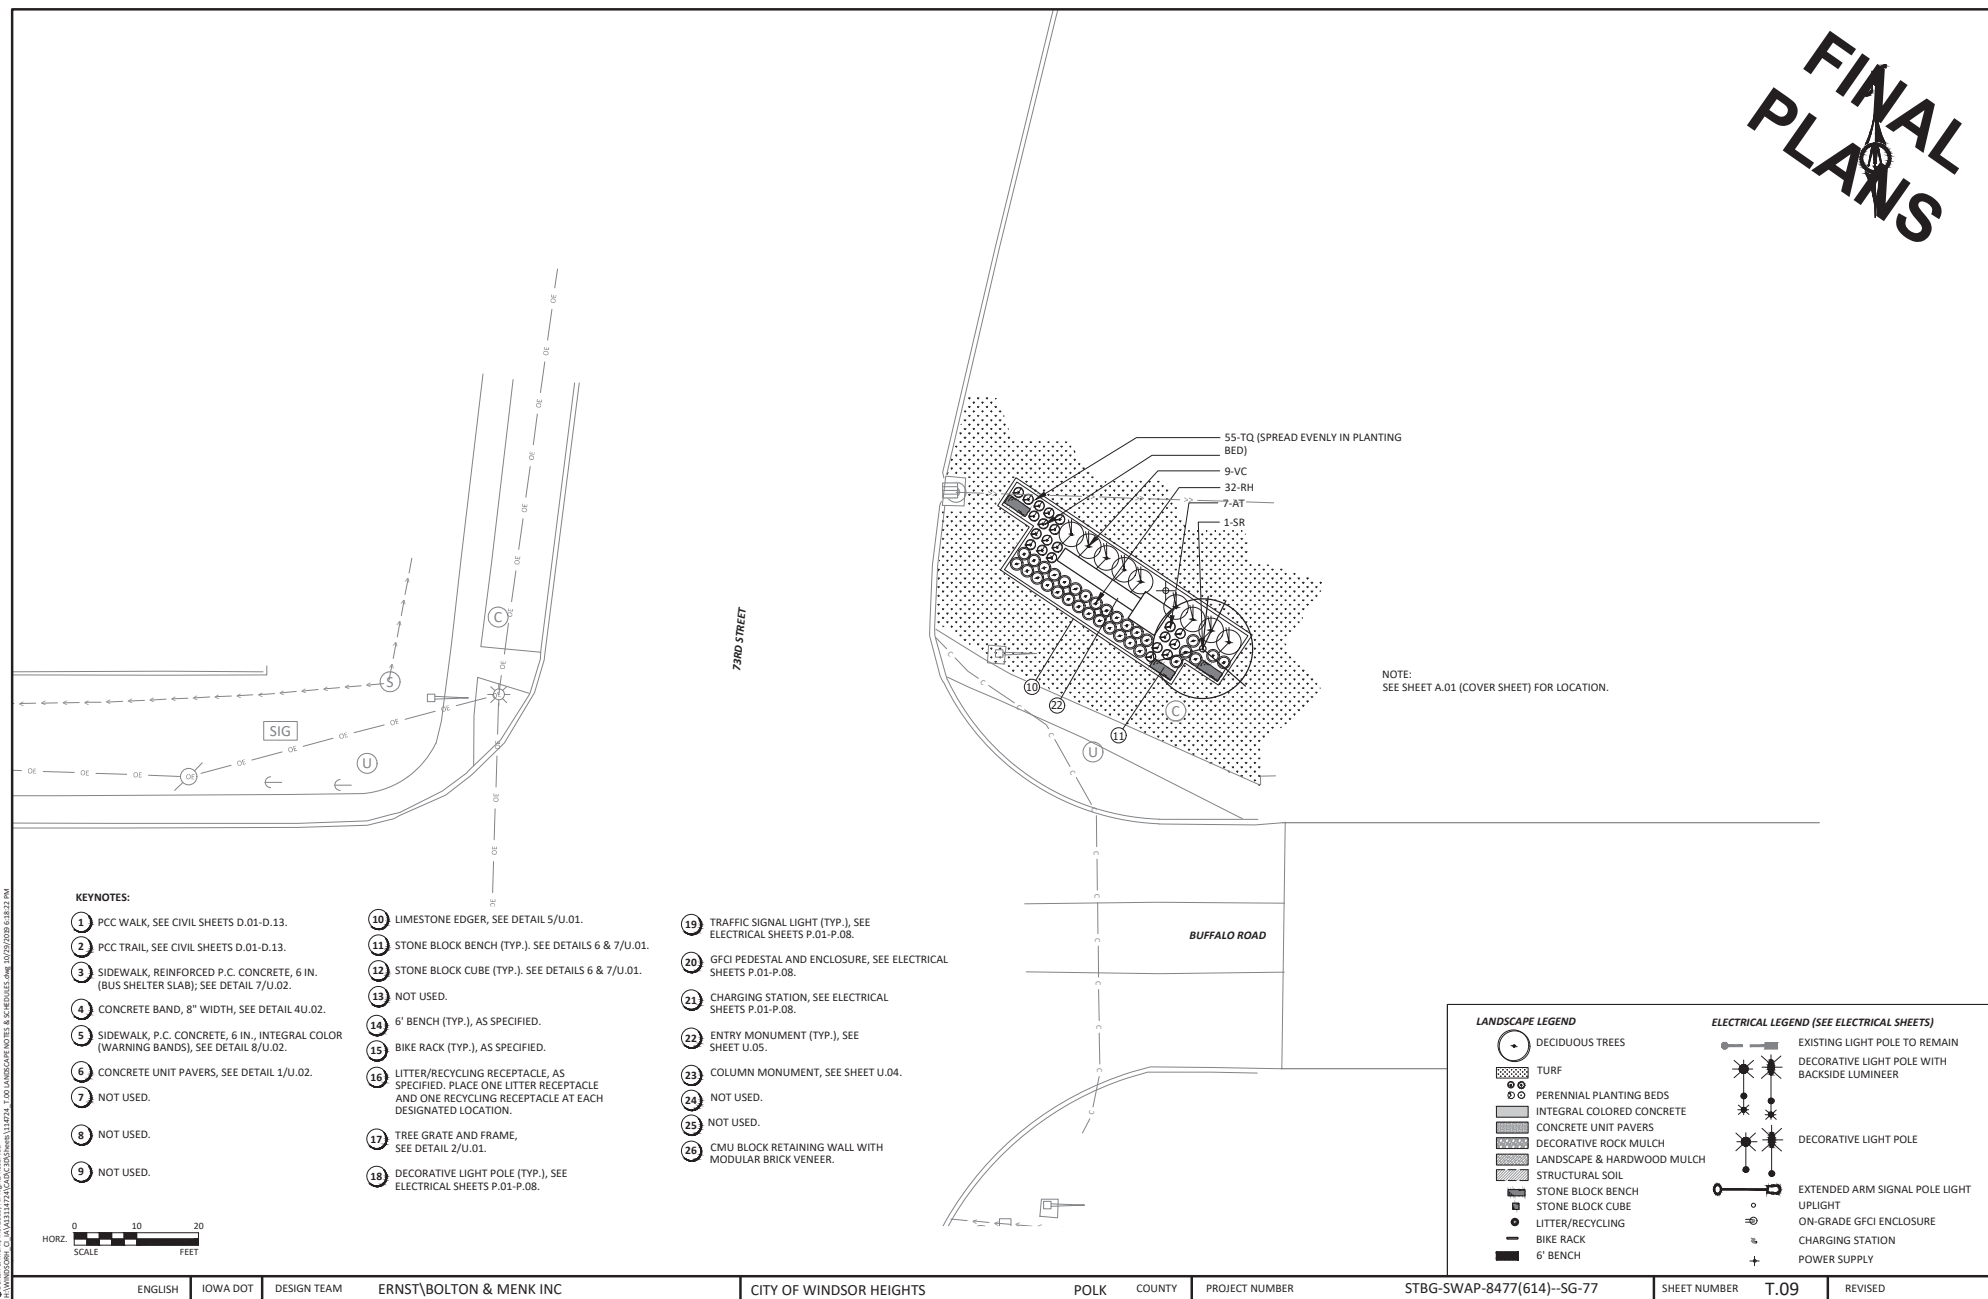 FINAL
PLANS
55-TQ (SPREAD EVENLY IN PLANTING
BED)
9-VC
32-RH
7-AT
1-SR
10
22
11
C
U
C
S
SIG
U
OE
73RD STREET
BUFFALO ROAD
NOTE:
SEE SHEET A.01 (COVER SHEET) FOR LOCATION.
KEYNOTES:
1 PCC WALK, SEE CIVIL SHEETS D.01-D.13.
2 PCC TRAIL, SEE CIVIL SHEETS D.01-D.13.
3 SIDEWALK, REINFORCED P.C. CONCRETE, 6 IN.
(BUS SHELTER SLAB); SEE DETAIL 7/U.02.
4 CONCRETE BAND, 8" WIDTH, SEE DETAIL 4U.02.
5 SIDEWALK, P.C. CONCRETE, 6 IN., INTEGRAL COLOR
(WARNING BANDS), SEE DETAIL 8/U.02.
6 CONCRETE UNIT PAVERS, SEE DETAIL 1/U.02.
7 NOT USED.
8 NOT USED.
9 NOT USED.
10 LIMESTONE EDGER, SEE DETAIL 5/U.01.
11 STONE BLOCK BENCH (TYP.). SEE DETAILS 6 & 7/U.01.
12 STONE BLOCK CUBE (TYP.). SEE DETAILS 6 & 7/U.01.
13 NOT USED.
14 6' BENCH (TYP.), AS SPECIFIED.
15 BIKE RACK (TYP.), AS SPECIFIED.
16 LITTER/RECYCLING RECEPTACLE, AS
SPECIFIED. PLACE ONE LITTER RECEPTACLE
AND ONE RECYCLING RECEPTACLE AT EACH
DESIGNATED LOCATION.
17 TREE GRATE AND FRAME,
SEE DETAIL 2/U.01.
18 DECORATIVE LIGHT POLE (TYP.), SEE
ELECTRICAL SHEETS P.01-P.08.
19 TRAFFIC SIGNAL LIGHT (TYP.), SEE
ELECTRICAL SHEETS P.01-P.08.
20 GFCI PEDESTAL AND ENCLOSURE, SEE ELECTRICAL
SHEETS P.01-P.08.
21 CHARGING STATION, SEE ELECTRICAL
SHEETS P.01-P.08.
22 ENTRY MONUMENT (TYP.), SEE
SHEET U.05.
23 COLUMN MONUMENT, SEE SHEET U.04.
24 NOT USED.
25 NOT USED.
26 CMU BLOCK RETAINING WALL WITH
MODULAR BRICK VENEER.
LANDSCAPE LEGEND
DECIDUOUS TREES
TURF
PERENNIAL PLANTING BEDS
INTEGRAL COLORED CONCRETE
CONCRETE UNIT PAVERS
DECORATIVE ROCK MULCH
LANDSCAPE & HARDWOOD MULCH
STRUCTURAL SOIL
STONE BLOCK BENCH
STONE BLOCK CUBE
LITTER/RECYCLING
BIKE RACK
6' BENCH
ELECTRICAL LEGEND (SEE ELECTRICAL SHEETS)
EXISTING LIGHT POLE TO REMAIN
DECORATIVE LIGHT POLE WITH
BACKSIDE LUMINEER
DECORATIVE LIGHT POLE
EXTENDED ARM SIGNAL POLE LIGHT
UPLIGHT
ON-GRADE GFCI ENCLOSURE
CHARGING STATION
POWER SUPPLY
0 10 20
HORZ.
SCALE FEET
ENGLISH IOWA DOT DESIGN TEAM ERNST\BOLTON & MENK INC CITY OF WINDSOR HEIGHTS POLK COUNTY PROJECT NUMBER STBG-SWAP-8477(614)--SG-77 SHEET NUMBER T.09 REVISED